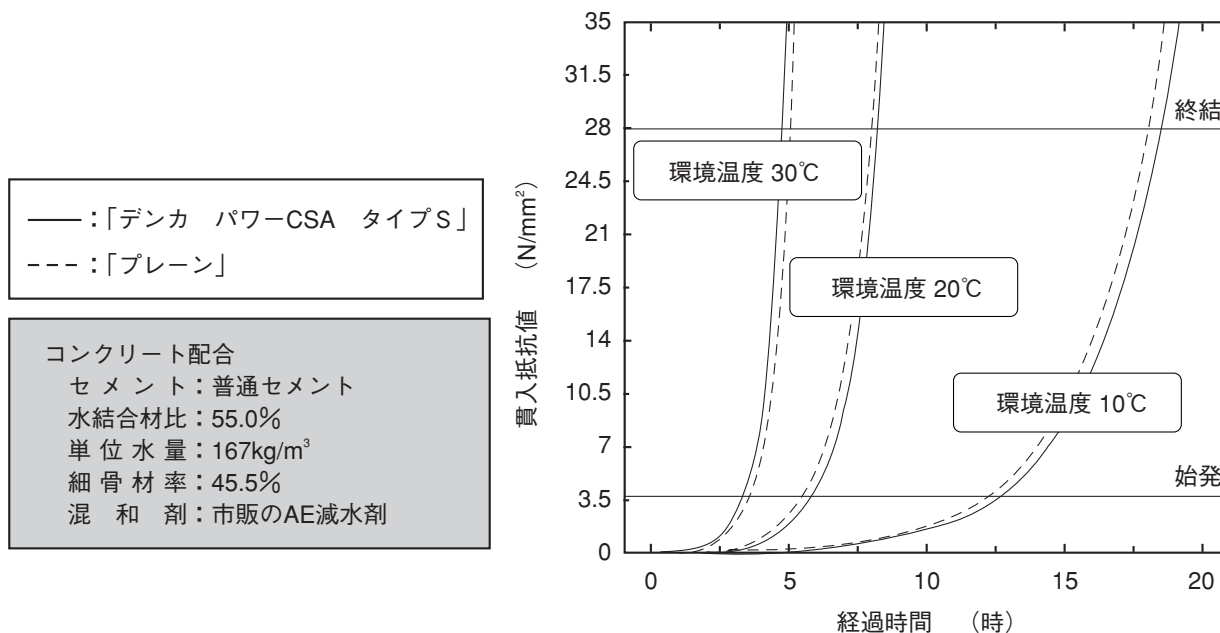 ——:「デンカ パワーCSA タイプS」
---:「プレーン」
コンクリート配合
セメント:普通セメント
水結合材比:55.0%
単位水量:167kg/m³
細骨材率:45.5%
混和剤:市販のAE減水剤
貫入抵抗値 (N/mm²)
35
31.5
28
24.5
21
17.5
14
10.5
7
3.5
0
終結
環境温度 30℃
環境温度 20℃
環境温度 10℃
始発
0 5 10 15 20
経過時間 (時)